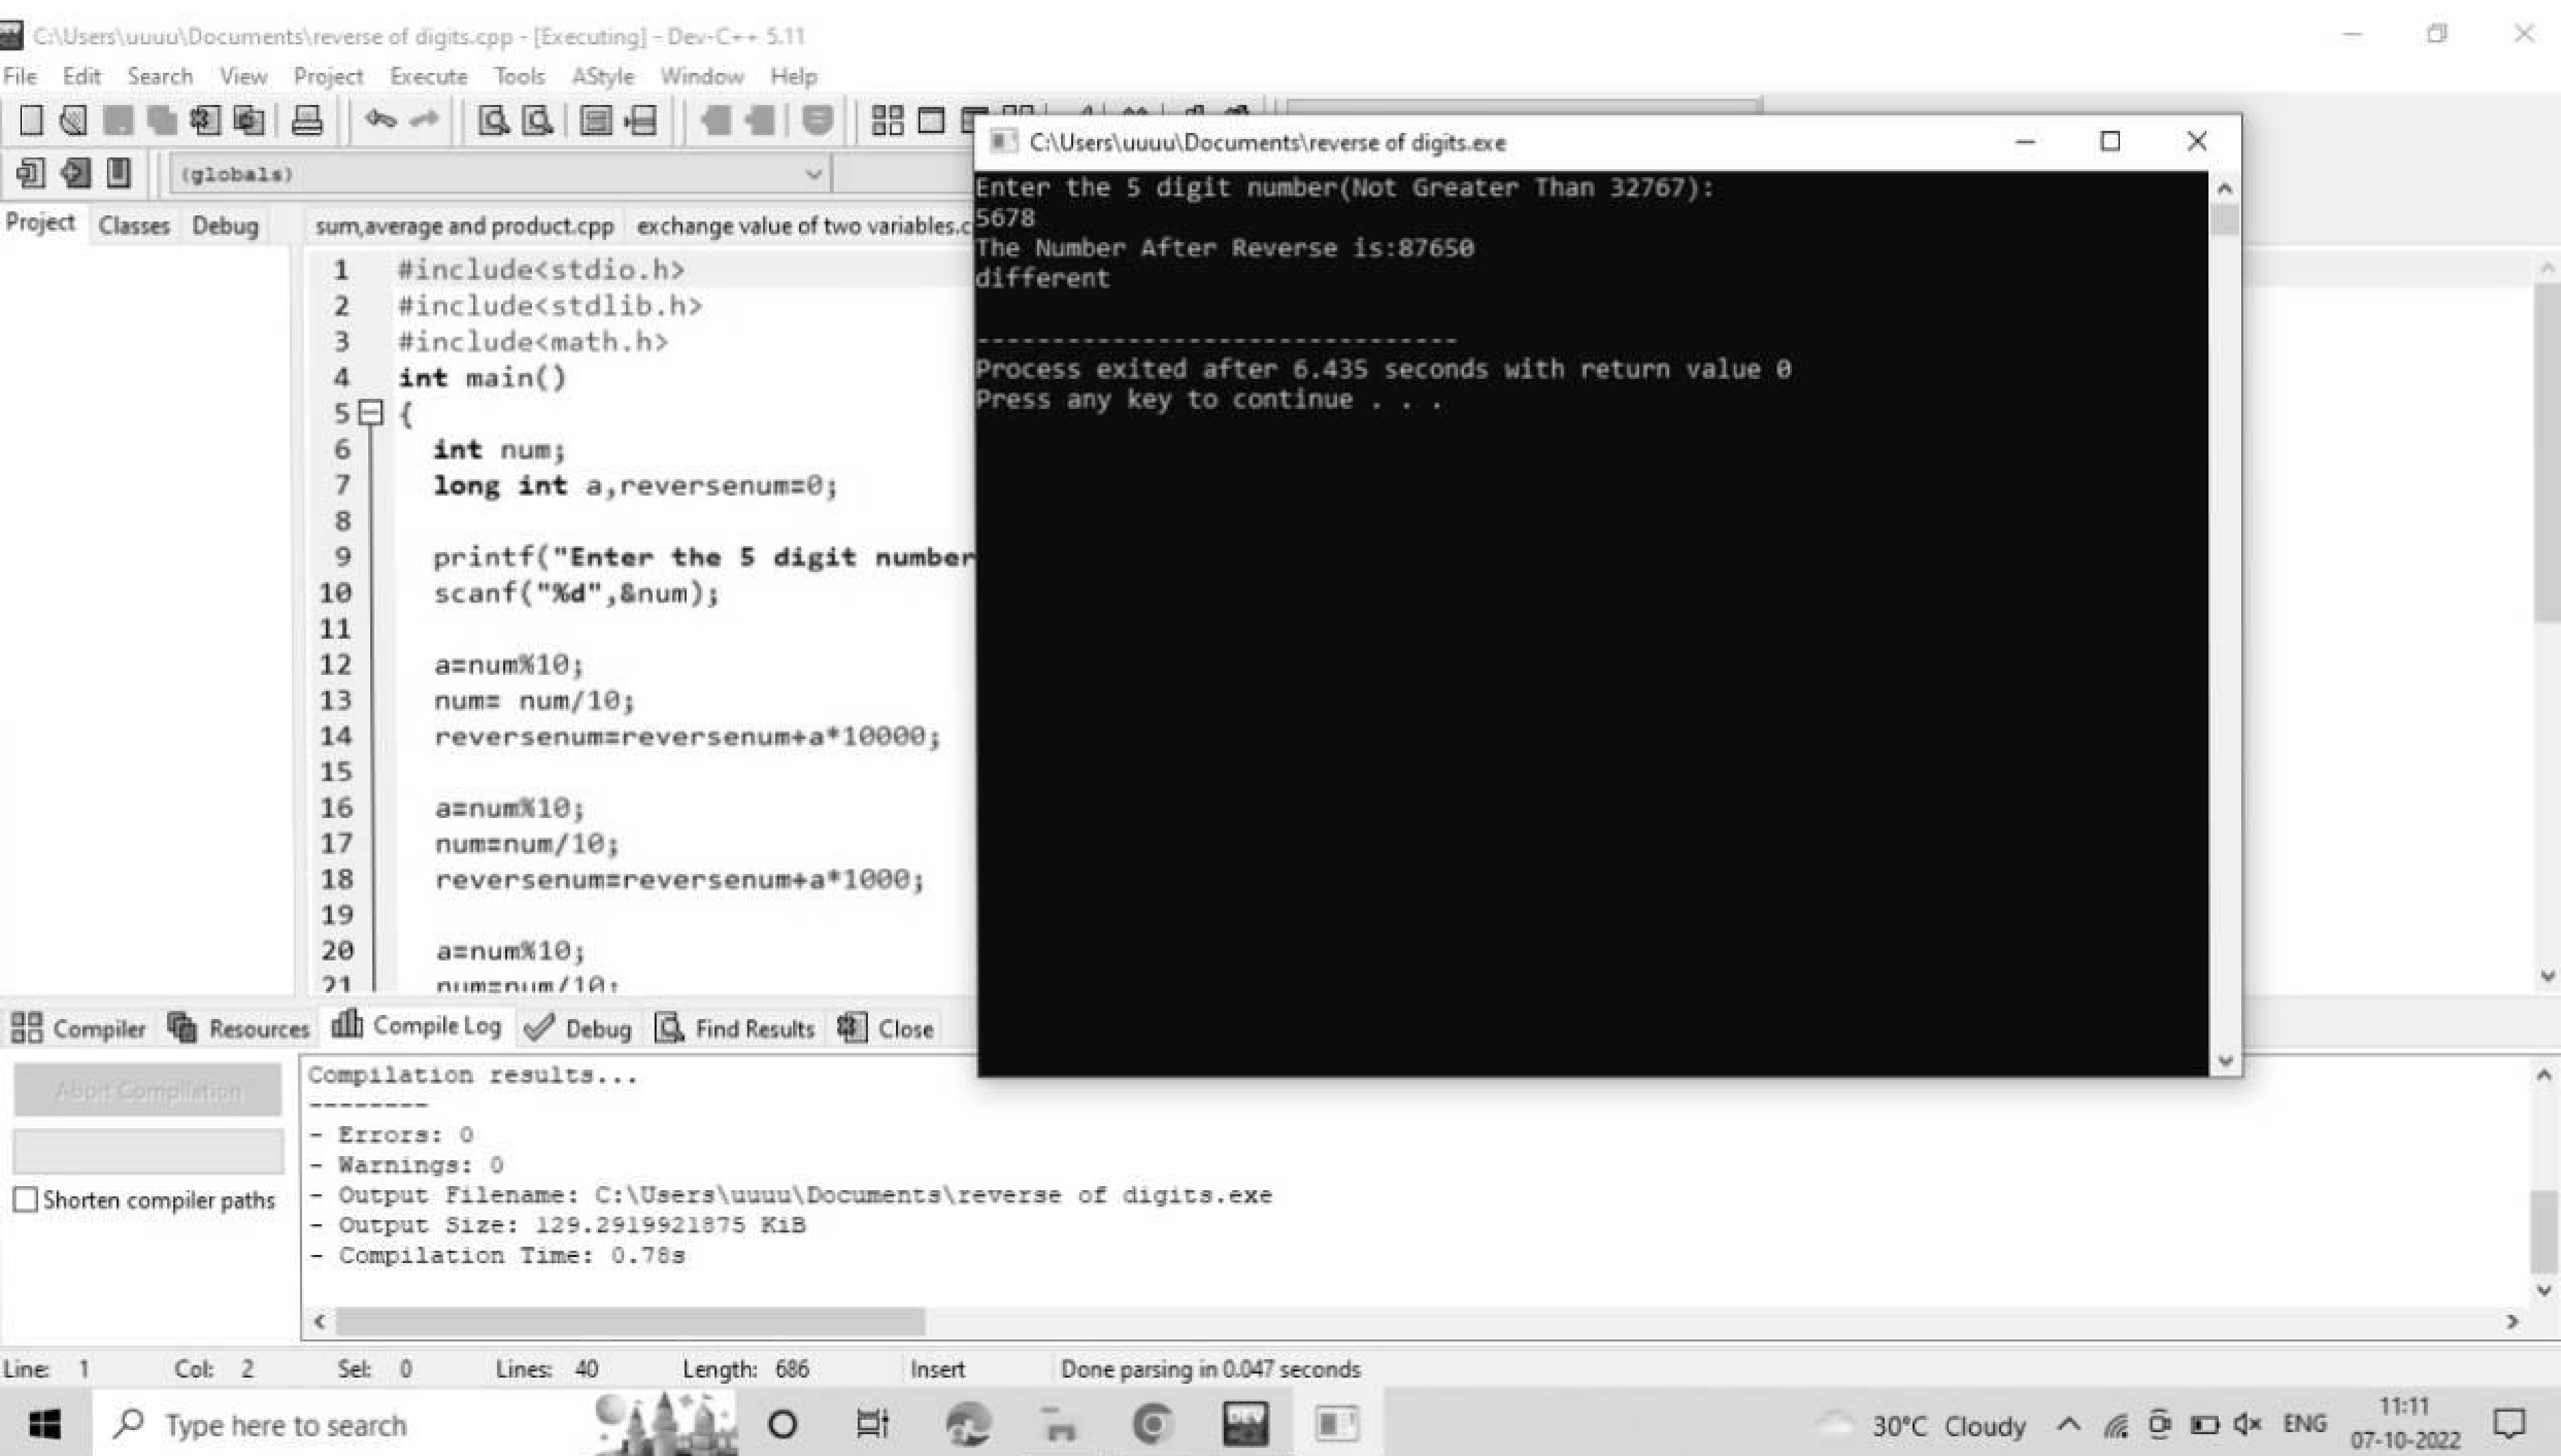 C:\Users\uuuu\Documents\reverse of digits.cpp - [Executing] - Dev-C++ 5.11
File Edit Search View Project Execute Tools AStyle Window Help
(globals)
Project Classes Debug
sum,average and product.cpp exchange value of two variables.c
1 #include<stdio.h>
2 #include<stdlib.h>
3 #include<math.h>
4 int main()
5 {
6 int num;
7 long int a,reversenum=0;
8
9 printf("Enter the 5 digit number
10 scanf("%d",&num);
11
12 a=num%10;
13 num= num/10;
14 reversenum=reversenum+a*10000;
15
16 a=num%10;
17 num=num/10;
18 reversenum=reversenum+a*1000;
19
20 a=num%10;
21 num=num/10;
C:\Users\uuuu\Documents\reverse of digits.exe
Enter the 5 digit number(Not Greater Than 32767):
5678
The Number After Reverse is:87650
different
--------------------------------
Process exited after 6.435 seconds with return value 0
Press any key to continue . . .
Compiler Resources Compile Log Debug Find Results Close
Abort Compilation
Shorten compiler paths
Compilation results...
--------
- Errors: 0
- Warnings: 0
- Output Filename: C:\Users\uuuu\Documents\reverse of digits.exe
- Output Size: 129.2919921875 KiB
- Compilation Time: 0.78s
Line: 1 Col: 2 Sel: 0 Lines: 40 Length: 686 Insert Done parsing in 0.047 seconds
Type here to search
DEV
30°C Cloudy
ENG
11:11
07-10-2022